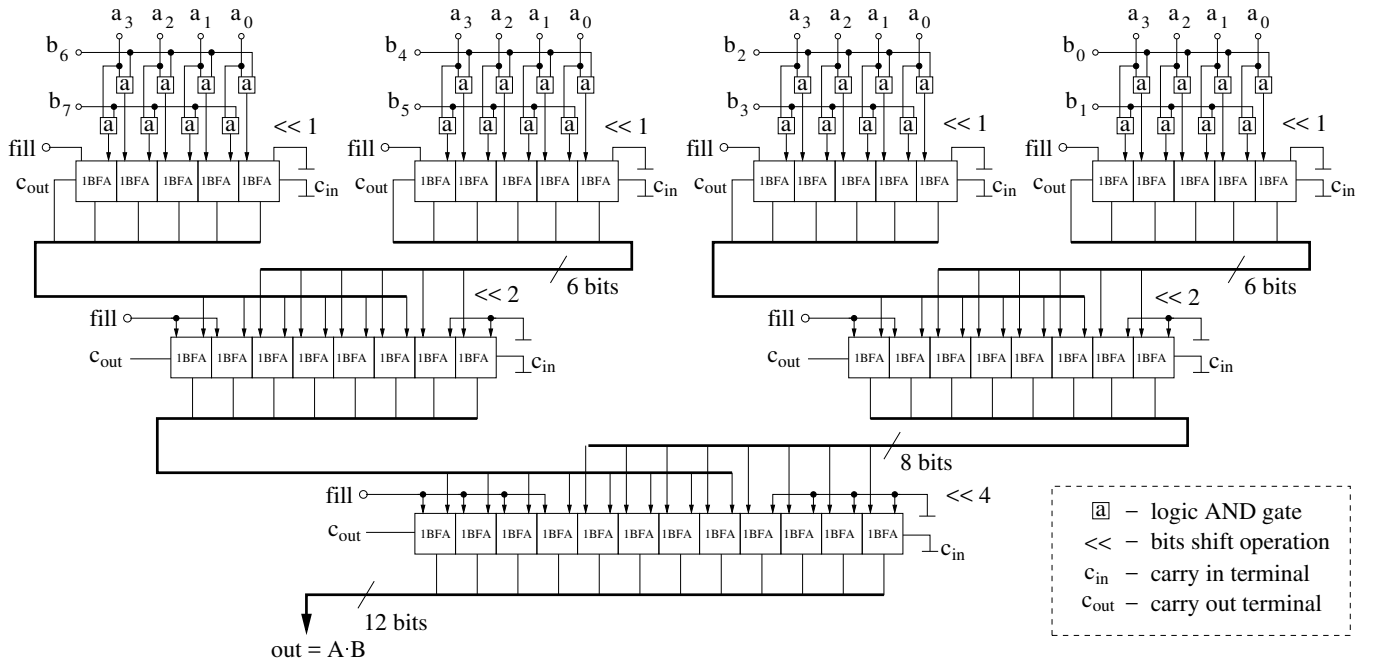 a3 a2 a1 a0 a3 a2 a1 a0 a3 a2 a1 a0 a3 a2 a1 a0
b6 b4 b2 b0
a a a a a a a a a a a a a a a a
b7 b5 b3 b1
a a a a << 1 a a a a << 1 a a a a << 1 a a a a << 1
fill fill fill fill
cout 1BFA 1BFA 1BFA 1BFA 1BFA cin cout 1BFA 1BFA 1BFA 1BFA 1BFA cin cout 1BFA 1BFA 1BFA 1BFA 1BFA cin cout 1BFA 1BFA 1BFA 1BFA 1BFA cin
6 bits 6 bits
fill << 2 fill << 2
cout 1BFA 1BFA 1BFA 1BFA 1BFA 1BFA 1BFA 1BFA cin cout 1BFA 1BFA 1BFA 1BFA 1BFA 1BFA 1BFA 1BFA cin
8 bits
fill << 4
cout 1BFA 1BFA 1BFA 1BFA 1BFA 1BFA 1BFA 1BFA 1BFA 1BFA 1BFA 1BFA cin
12 bits
out = A·B
a – logic AND gate
<< – bits shift operation
cin – carry in terminal
cout – carry out terminal